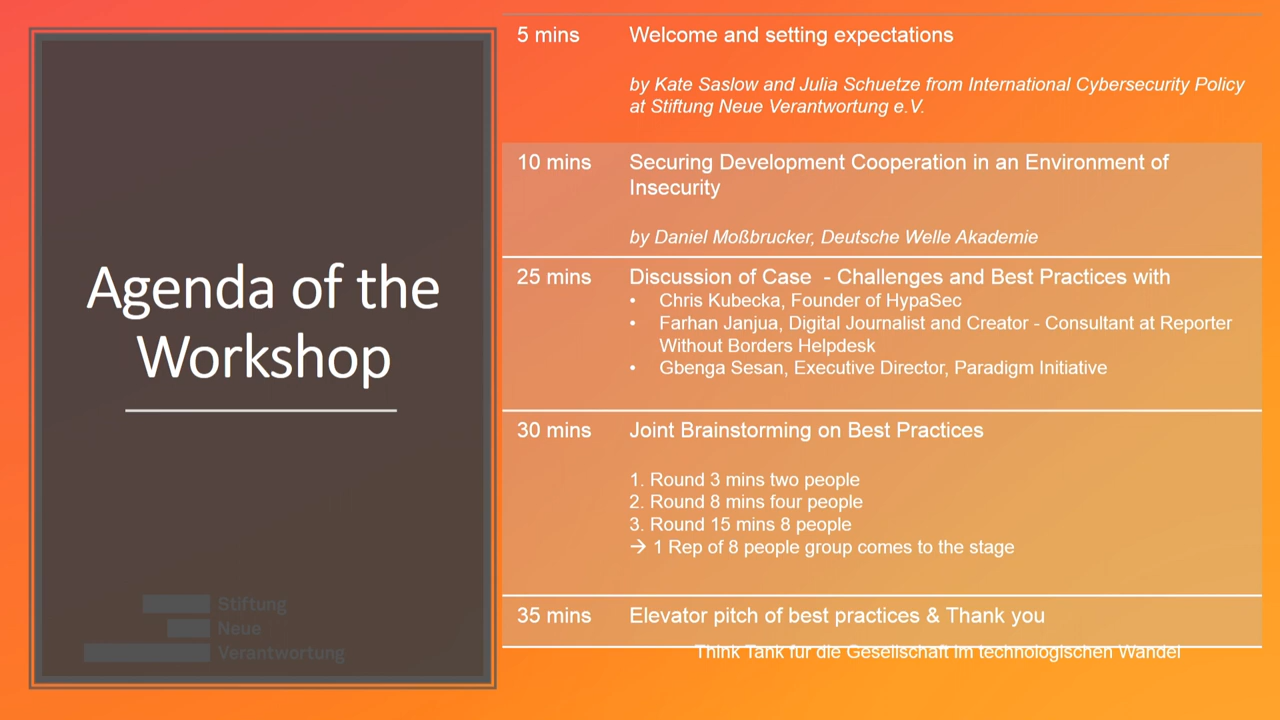 Agenda of the
Workshop
Stiftung
Neue
Verantwortung
5 mins Welcome and setting expectations
by Kate Saslow and Julia Schuetze from International Cybersecurity Policy
at Stiftung Neue Verantwortung e.V.
10 mins Securing Development Cooperation in an Environment of
Insecurity
by Daniel Moßbrucker, Deutsche Welle Akademie
25 mins Discussion of Case - Challenges and Best Practices with
• Chris Kubecka, Founder of HypaSec
• Farhan Janjua, Digital Journalist and Creator - Consultant at Reporter
Without Borders Helpdesk
• Gbenga Sesan, Executive Director, Paradigm Initiative
30 mins Joint Brainstorming on Best Practices
1. Round 3 mins two people
2. Round 8 mins four people
3. Round 15 mins 8 people
→ 1 Rep of 8 people group comes to the stage
35 mins Elevator pitch of best practices & Thank you
Think Tank für die Gesellschaft im technologischen Wandel